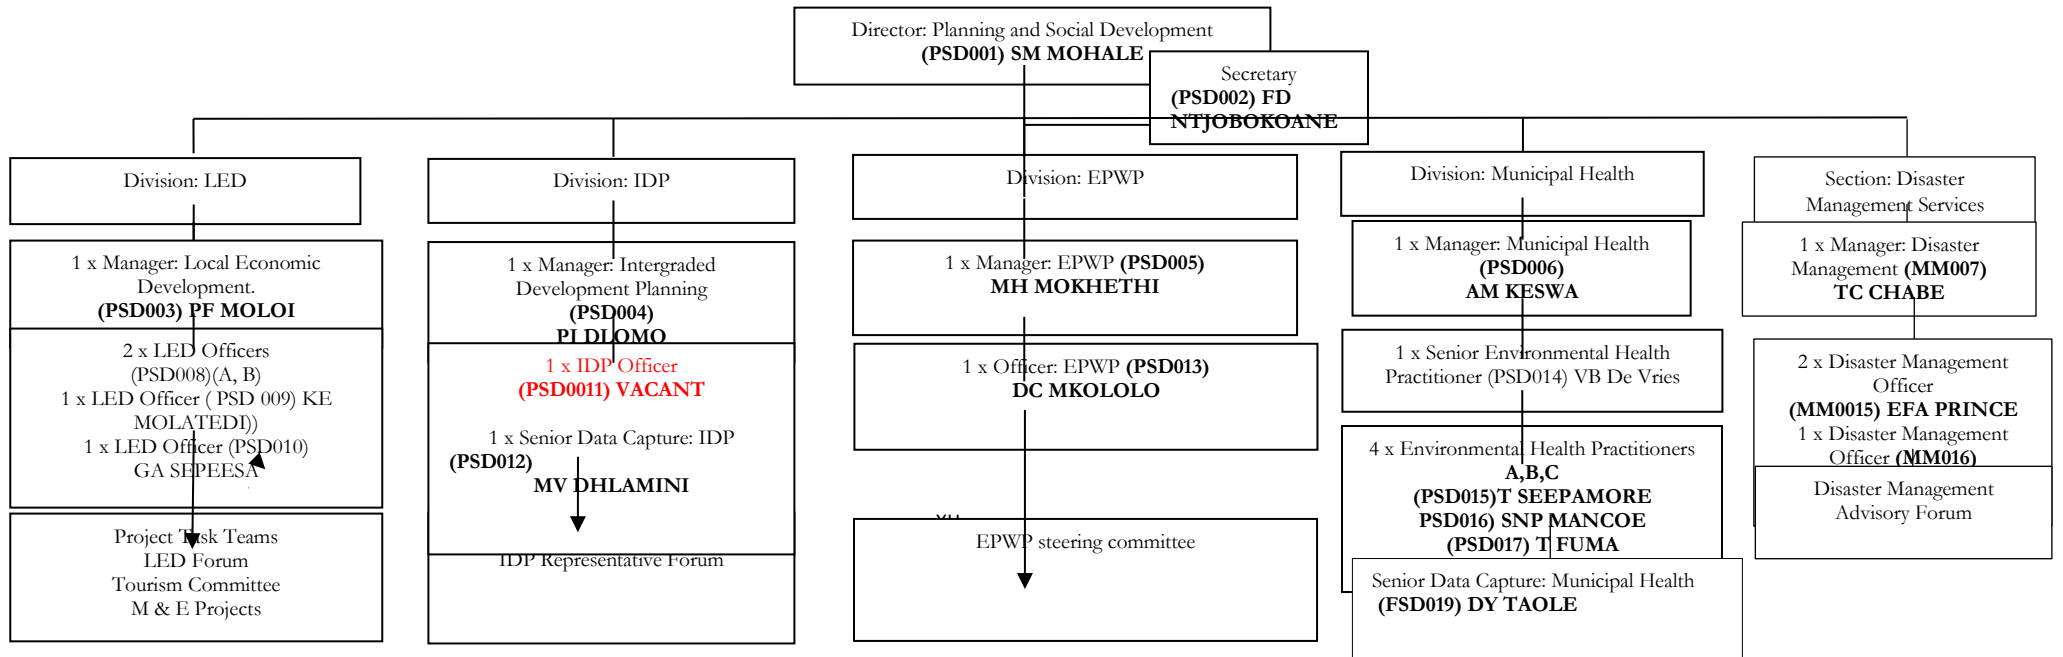 Director: Planning and Social Development
(PSD001) SM MOHALE
Secretary
(PSD002) FD
NTJOBOKOANE
Division: LED
1 x Manager: Local Economic
Development.
(PSD003) PF MOLOI
2 x LED Officers
(PSD008)(A, B)
1 x LED Officer ( PSD 009) KE
MOLATEDI))
1 x LED Officer (PSD010)
GA SEPEESA
Project Task Teams
LED Forum
Tourism Committee
M & E Projects
Division: IDP
1 x Manager: Intergraded
Development Planning
(PSD004)
PI DLOMO
1 x IDP Officer
(PSD0011) VACANT
1 x Senior Data Capture: IDP
(PSD012)
MV DHLAMINI
IDP Representative Forum
Division: EPWP
1 x Manager: EPWP (PSD005)
MH MOKHETHI
1 x Officer: EPWP (PSD013)
DC MKOLOLO
EPWP steering committee
Division: Municipal Health
1 x Manager: Municipal Health
(PSD006)
AM KESWA
1 x Senior Environmental Health
Practitioner (PSD014) VB De Vries
4 x Environmental Health Practitioners
A,B,C
(PSD015)T SEEPAMORE
PSD016) SNP MANCOE
(PSD017) T FUMA
Senior Data Capture: Municipal Health
(FSD019) DY TAOLE
Section: Disaster
Management Services
1 x Manager: Disaster
Management (MM007)
TC CHABE
2 x Disaster Management
Officer
(MM0015) EFA PRINCE
1 x Disaster Management
Officer (MM016)
Disaster Management
Advisory Forum